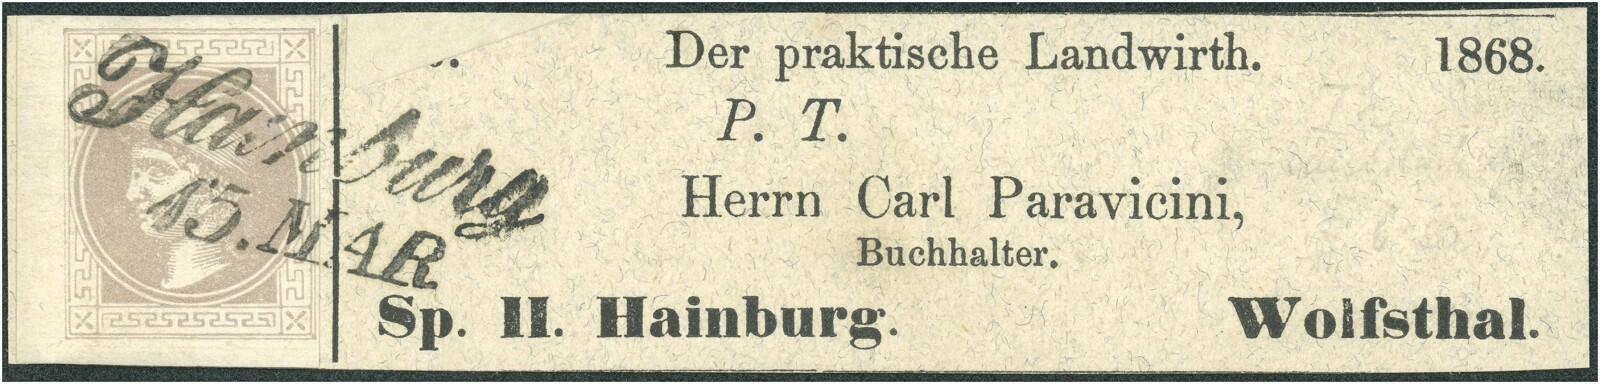 Hainburg
15. MAR
Der praktische Landwirth. 1868.
P. T.
Herrn Carl Paravicini,
Buchhalter.
Sp. II. Hainburg. Wolfsthal.